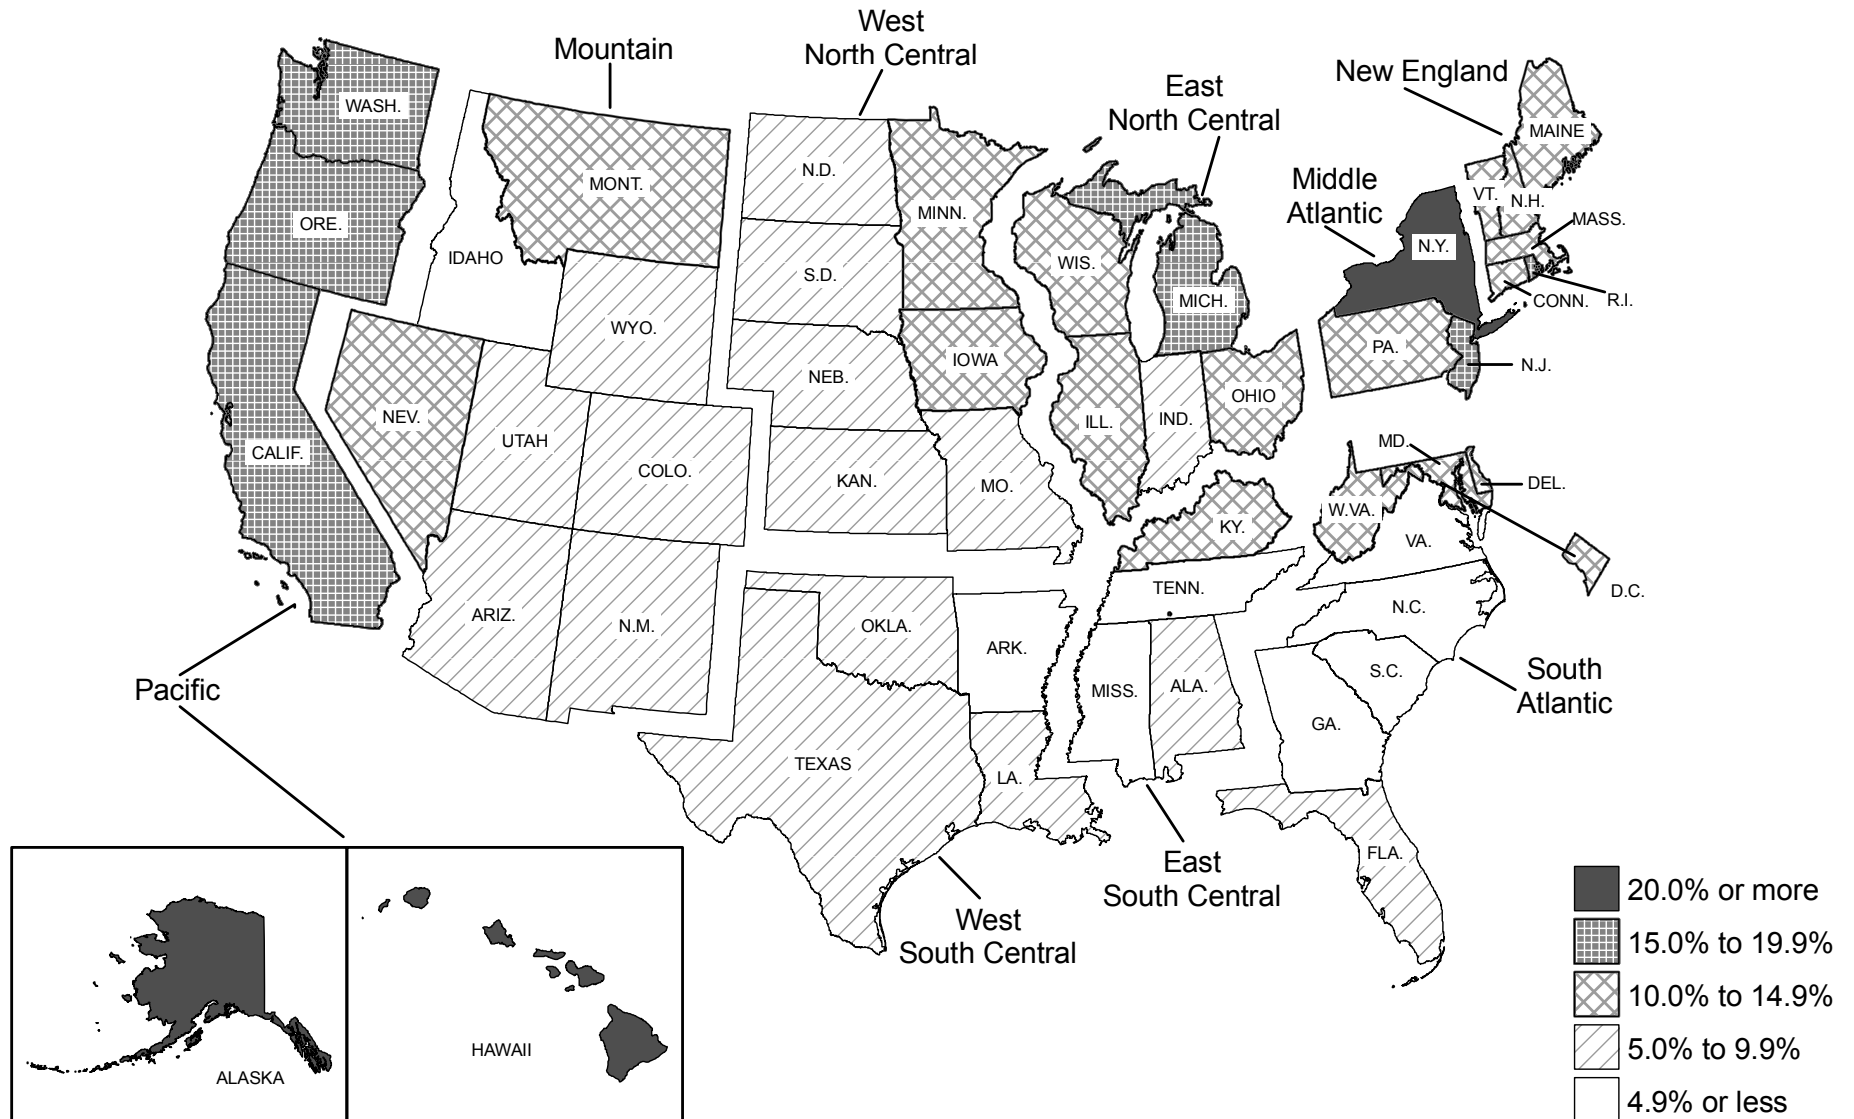 West
North Central
Mountain
East
North Central
New England
Middle
Atlantic
WASH.
ORE.
CALIF.
IDAHO
MONT.
WYO.
NEV.
UTAH
COLO.
ARIZ.
N.M.
N.D.
S.D.
NEB.
KAN.
MINN.
IOWA
MO.
WIS.
MICH.
ILL.
IND.
OHIO
MAINE
VT.
N.H.
MASS.
R.I.
CONN.
N.Y.
PA.
N.J.
MD.
DEL.
W.VA.
VA.
D.C.
KY.
TENN.
N.C.
S.C.
GA.
FLA.
MISS.
ALA.
OKLA.
ARK.
TEXAS
LA.
Pacific
South
Atlantic
East
South Central
West
South Central
ALASKA
HAWAII
20.0% or more
15.0% to 19.9%
10.0% to 14.9%
5.0% to 9.9%
4.9% or less